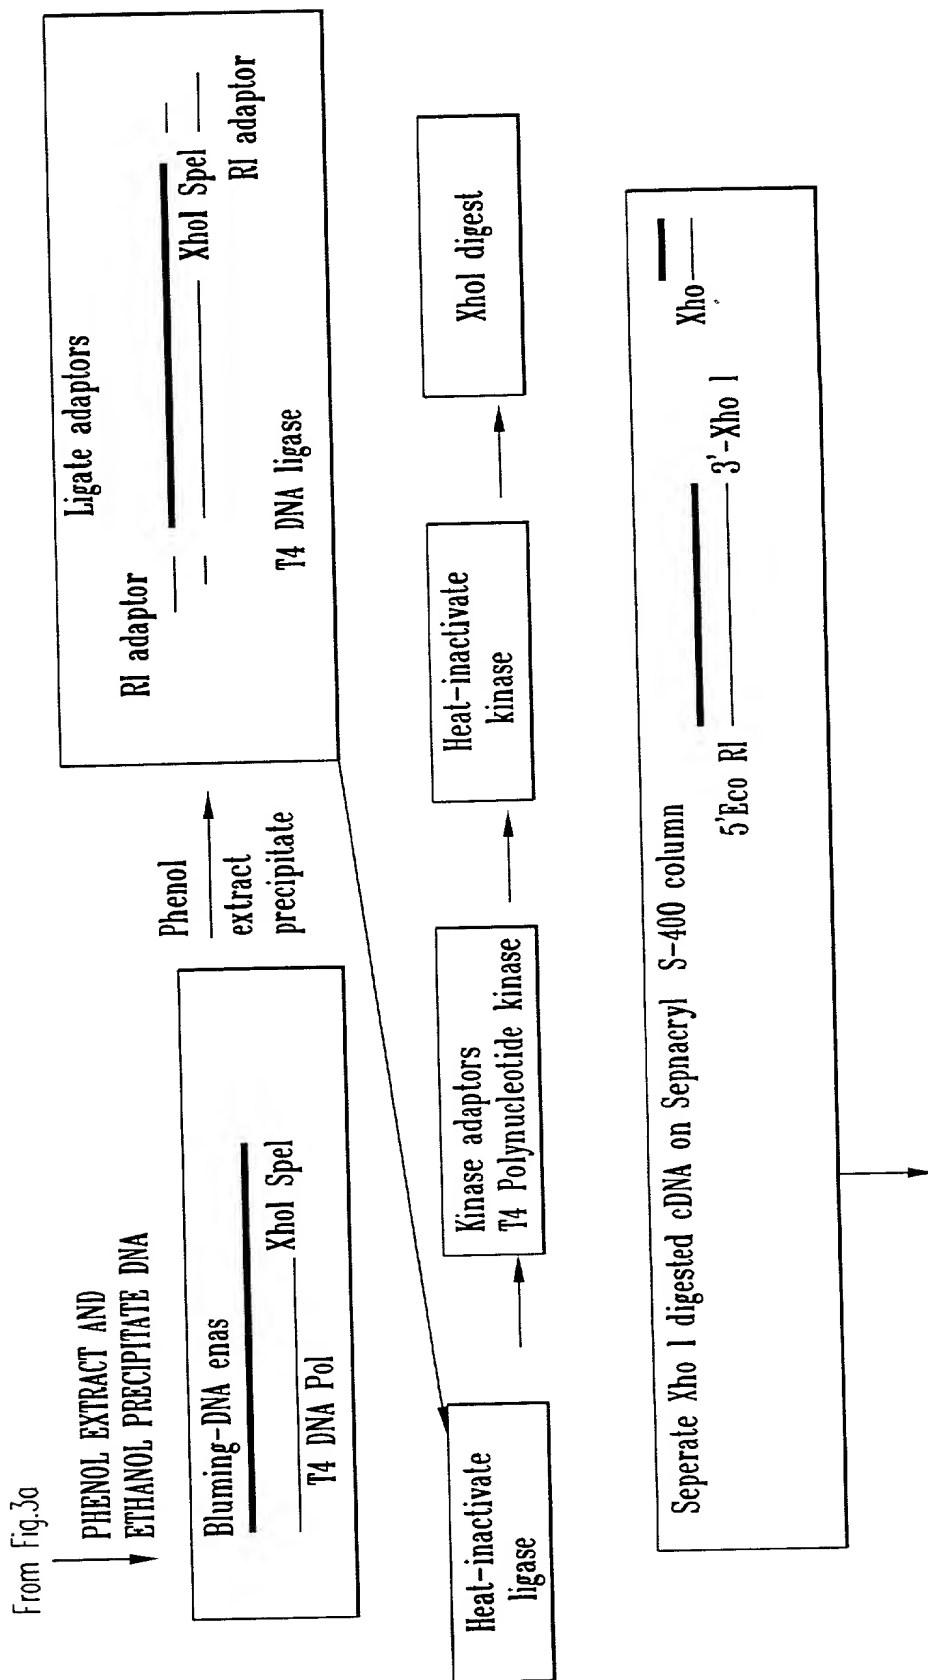 From Fig.3a
PHENOL EXTRACT AND
ETHANOL PRECIPITATE DNA
Bluming-DNA enas
XhoI SpeI
T4 DNA Pol
Phenol
extract
precipitate
Ligate adaptors
RI adaptor
XhoI SpeI
RI adaptor
T4 DNA ligase
Heat-inactivate
ligase
Kinase adaptors
T4 Polynucleotide kinase
Heat-inactivate
kinase
XhoI digest
Seperate Xho I digested cDNA on Sepnacryl S-400 column
5'Eco RI
3'-Xho I
Xho